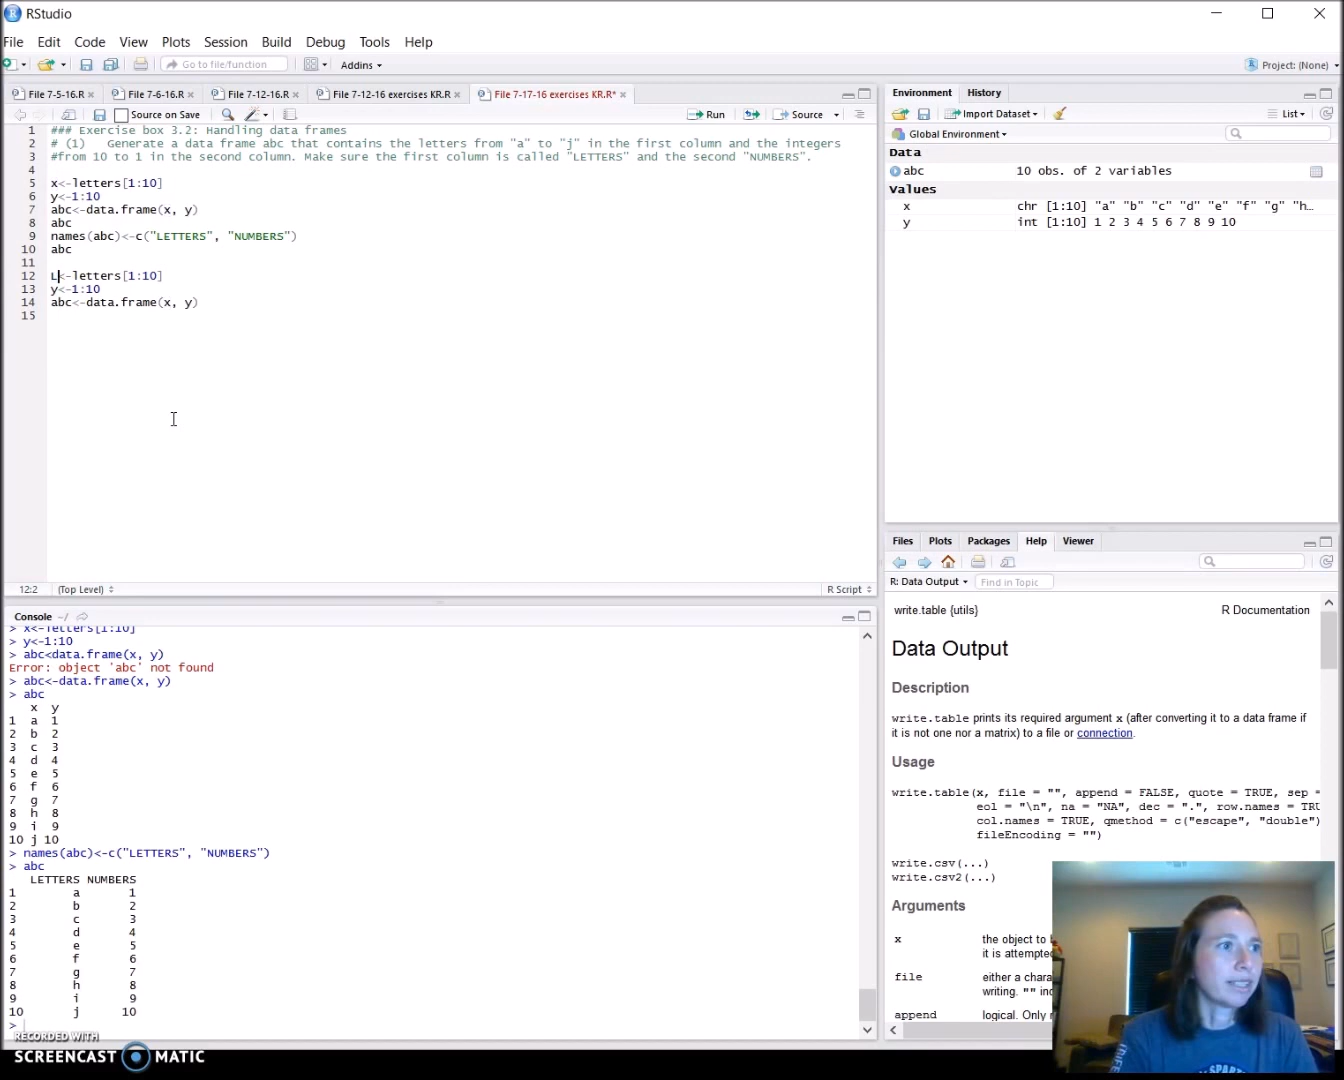 RStudio
File Edit Code View Plots Session Build Debug Tools Help
Go to file/function Addins Project: (None)
File 7-5-16.R × File 7-6-16.R × File 7-12-16.R × File 7-12-16 exercises KR.R × File 7-17-16 exercises KR.R* ×
Source on Save Run Source
1 ### Exercise box 3.2: Handling data frames
2 # (1) Generate a data frame abc that contains the letters from "a" to "j" in the first column and the integers
3 #from 10 to 1 in the second column. Make sure the first column is called "LETTERS" and the second "NUMBERS".
4
5 x<-letters[1:10]
6 y<-1:10
7 abc<-data.frame(x, y)
8 abc
9 names(abc)<-c("LETTERS", "NUMBERS")
10 abc
11
12 L<-letters[1:10]
13 y<-1:10
14 abc<-data.frame(x, y)
15
12:2 (Top Level) R Script
Console ~/
> x<-letters[1:10]
> y<-1:10
> abc<data.frame(x, y)
Error: object 'abc' not found
> abc<-data.frame(x, y)
> abc
x y
1 a 1
2 b 2
3 c 3
4 d 4
5 e 5
6 f 6
7 g 7
8 h 8
9 i 9
10 j 10
> names(abc)<-c("LETTERS", "NUMBERS")
> abc
LETTERS NUMBERS
1 a 1
2 b 2
3 c 3
4 d 4
5 e 5
6 f 6
7 g 7
8 h 8
9 i 9
10 j 10
>
RECORDED WITH
SCREENCAST MATIC
Environment History
Import Dataset List
Global Environment
Data
abc 10 obs. of 2 variables
Values
x chr [1:10] "a" "b" "c" "d" "e" "f" "g" "h…
y int [1:10] 1 2 3 4 5 6 7 8 9 10
Files Plots Packages Help Viewer
R: Data Output Find in Topic
write.table {utils} R Documentation
Data Output
Description
write.table prints its required argument x (after converting it to a data frame if
it is not one nor a matrix) to a file or connection.
Usage
write.table(x, file = "", append = FALSE, quote = TRUE, sep =
eol = "\n", na = "NA", dec = ".", row.names = TRU
col.names = TRUE, qmethod = c("escape", "double")
fileEncoding = "")
write.csv(...)
write.csv2(...)
Arguments
x the object to
it is attempted
file either a chara
writing. ""
append logical. Only